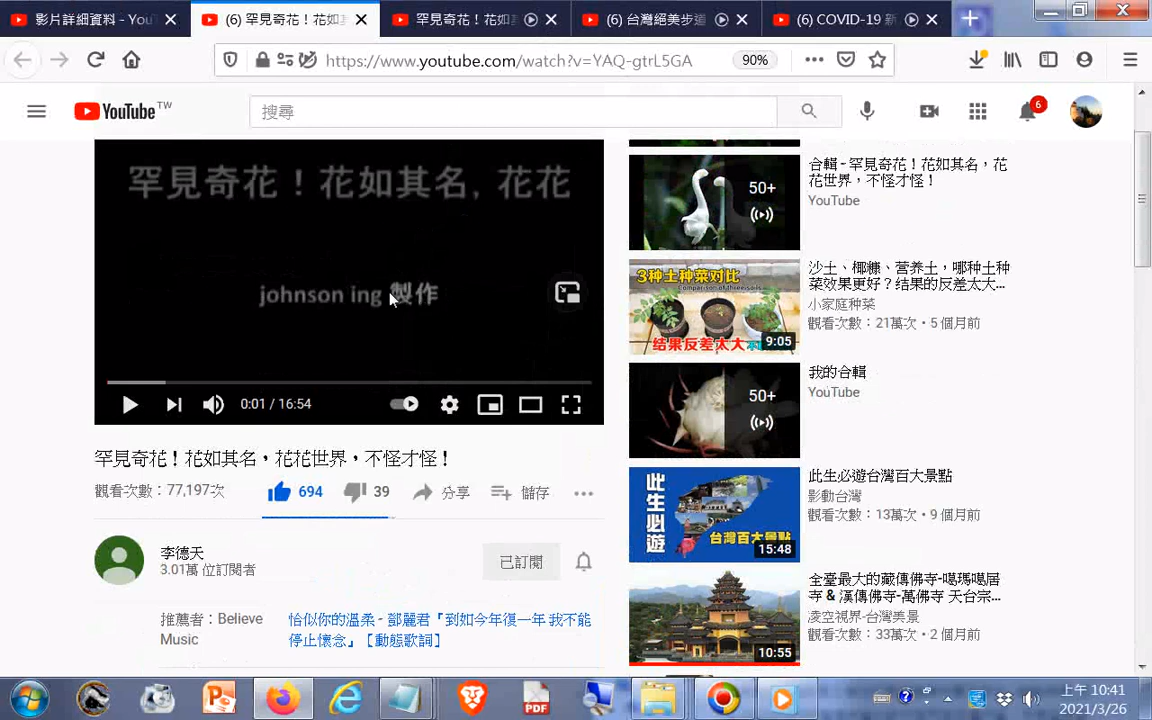 影片詳細資料 - You
(6) 罕見奇花！花如
罕見奇花！花如
(6) 台灣絕美步道
(6) COVID-19 新
https://www.youtube.com/watch?v=YAQ-gtrL5GA
90%
YouTube TW
搜尋
6
罕見奇花！花如其名, 花花
johnson ing 製作
0:01 / 16:54
罕見奇花！花如其名，花花世界，不怪才怪！
觀看次數：77,197次
694
39
分享
儲存
李德天
3.01萬 位訂閱者
已訂閱
推薦者：Believe Music
恰似你的溫柔 - 鄧麗君『到如今年復一年 我不能
停止懷念』【動態歌詞】
50+
合輯 - 罕見奇花！花如其名，花
花世界，不怪才怪！
YouTube
3种土种菜对比
Comparison of three soils
结果反差太大
9:05
沙土、椰糠、营养土，哪种土种
菜效果更好？结果的反差太大...
小家庭种菜
觀看次數：21萬次・5 個月前
50+
我的合輯
YouTube
此生必遊
台灣百大景點
15:48
此生必遊台灣百大景點
影動台灣
觀看次數：13萬次・9 個月前
10:55
全臺最大的藏傳佛寺-噶瑪噶居
寺 & 漢傳佛寺-萬佛寺 天台宗...
凌空視界-台灣美景
觀看次數：33萬次・2 個月前
PDF
上午 10:41
2021/3/26